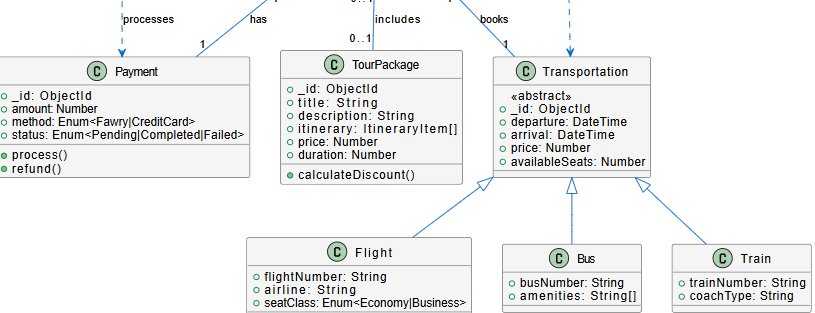 processes
has
includes
books
1
0..1
1
C Payment
_id: ObjectId
amount: Number
method: Enum<Fawry|CreditCard>
status: Enum<Pending|Completed|Failed>
process()
refund()
C TourPackage
_id: ObjectId
title: String
description: String
itinerary: ItineraryItem[]
price: Number
duration: Number
calculateDiscount()
C Transportation
«abstract»
_id: ObjectId
departure: DateTime
arrival: DateTime
price: Number
availableSeats: Number
C Flight
flightNumber: String
airline: String
seatClass: Enum<Economy|Business>
C Bus
busNumber: String
amenities: String[]
C Train
trainNumber: String
coachType: String